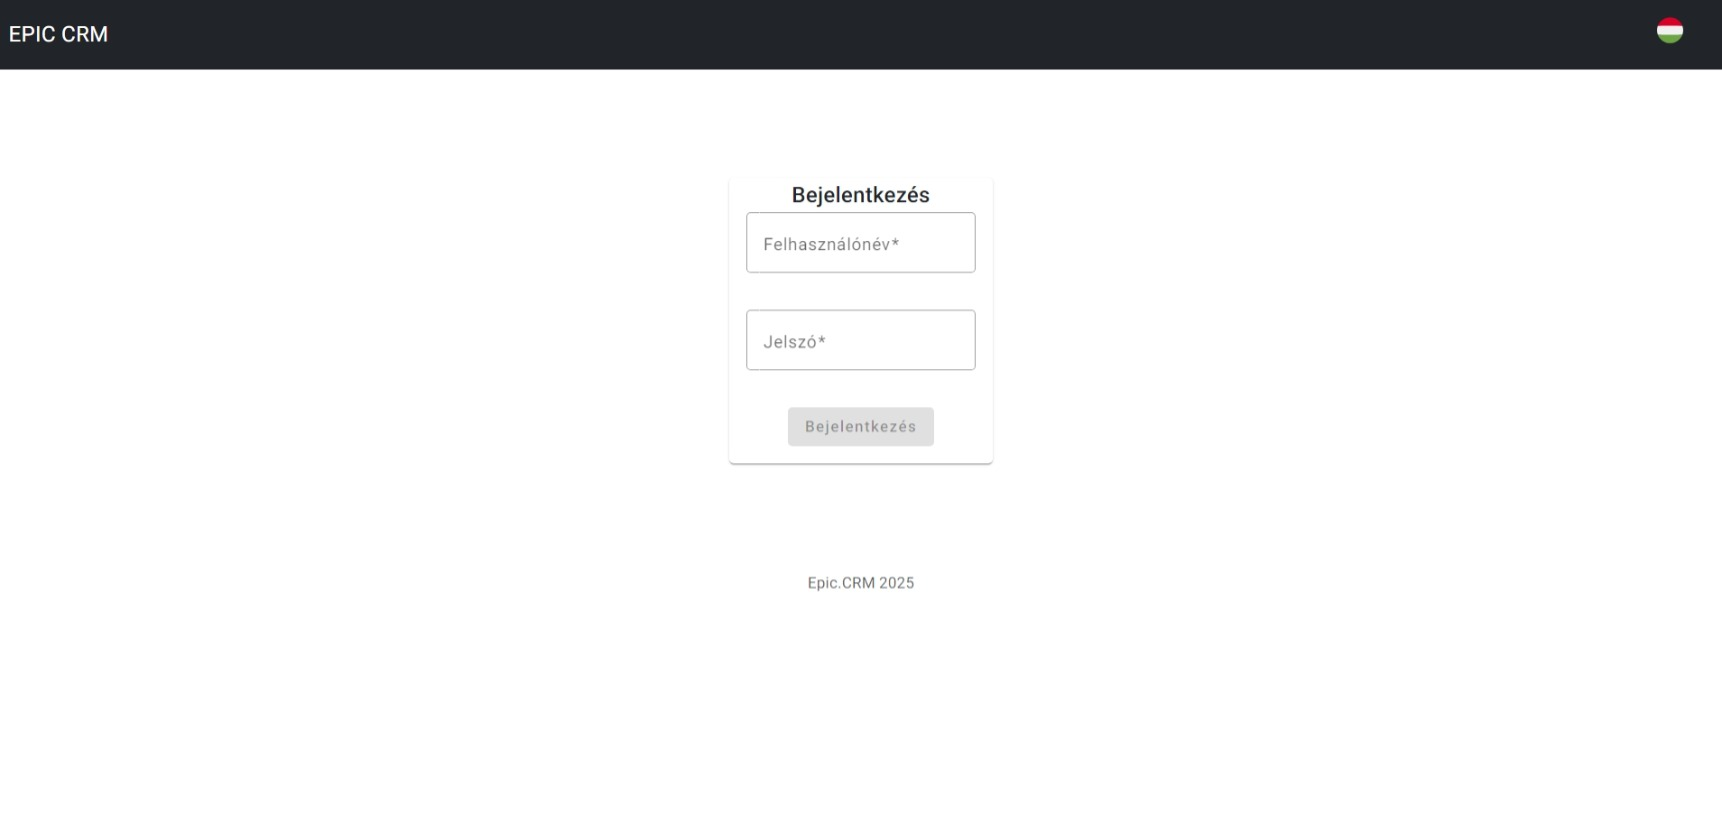 EPIC CRM
Bejelentkezés
Felhasználónév*
Jelszó*
Bejelentkezés
Epic.CRM 2025